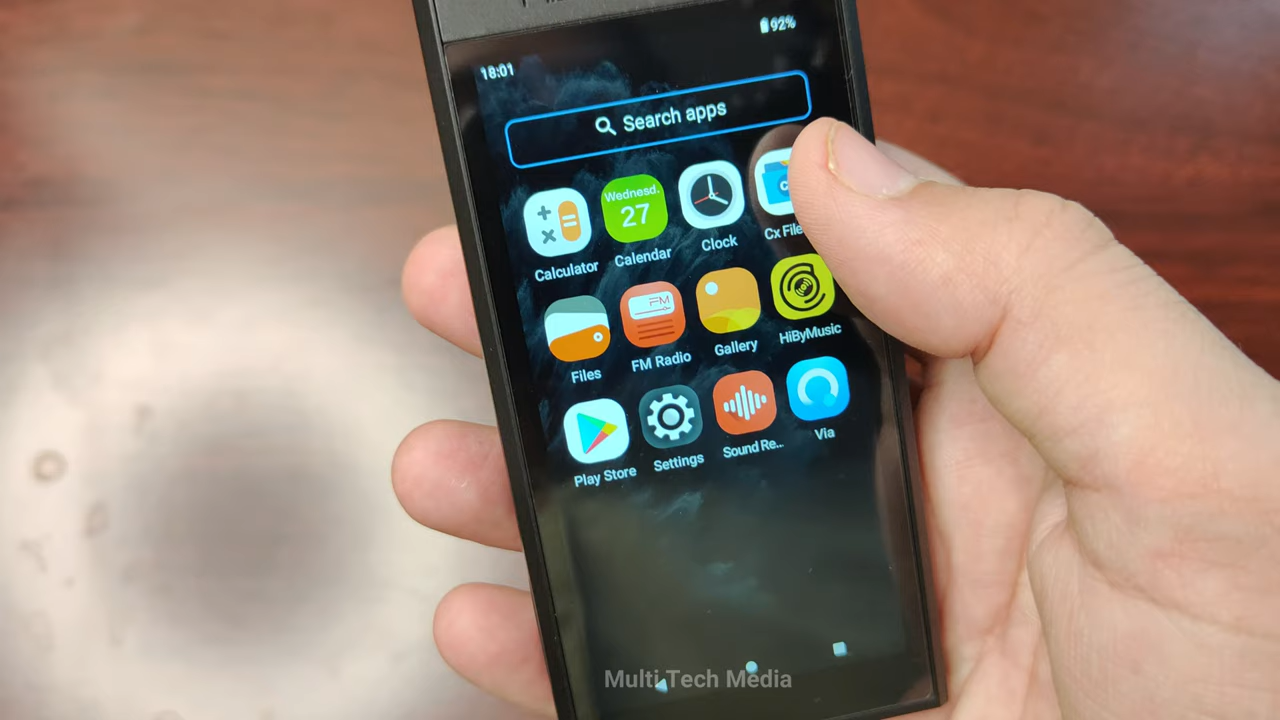 92%
18:01
Search apps
Wednesd.
27
Calculator
Calendar
Clock
Cx File
FM
Files
FM Radio
Gallery
HiByMusic
Play Store
Settings
Sound Re...
Via
Multi Tech Media